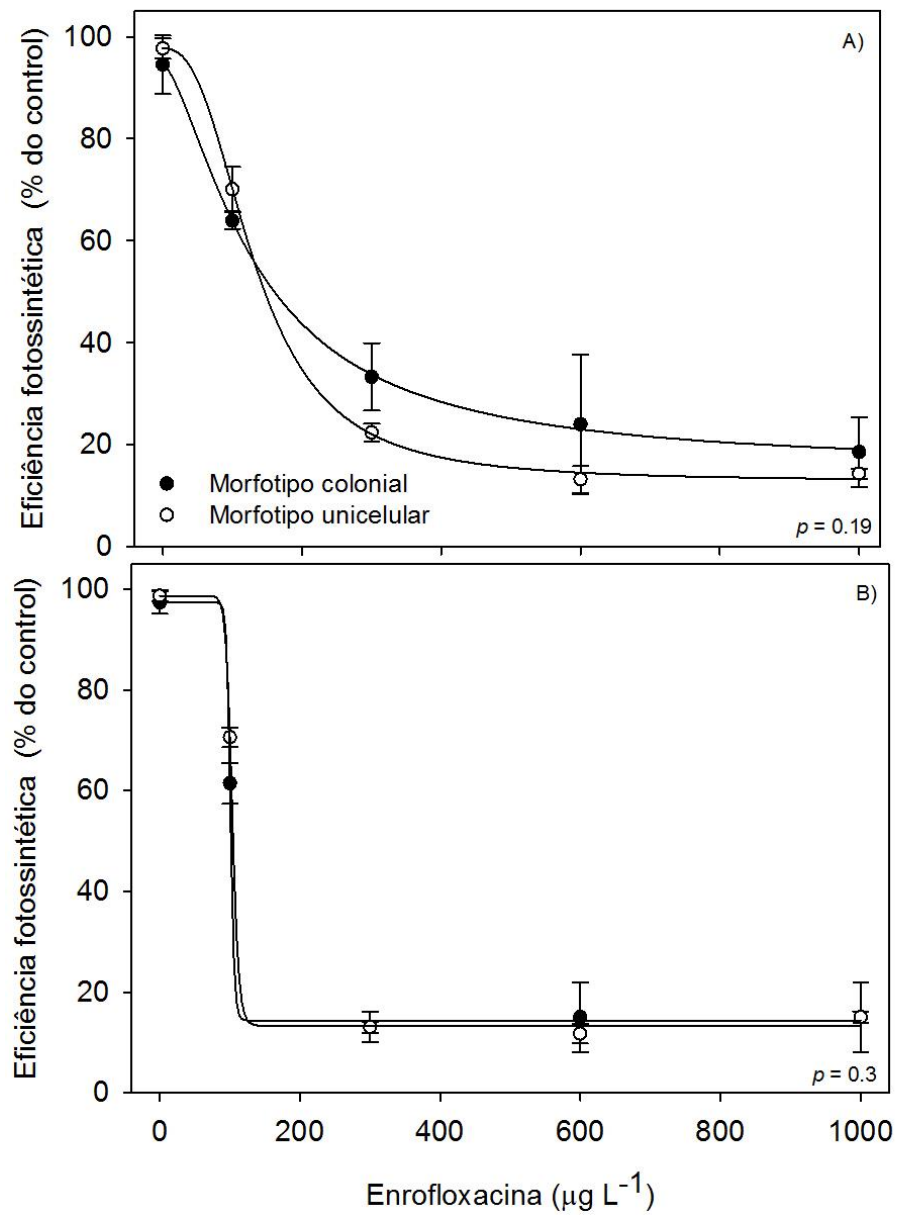 A)
Eficiência fotossintética (% do control)
100
80
60
40
20
0
Morfotipo colonial
Morfotipo unicelular
p = 0.19
B)
Eficiência fotossintética (% do control)
100
80
60
40
20
0
p = 0.3
0 200 400 600 800 1000
Enrofloxacina (µg L⁻¹)